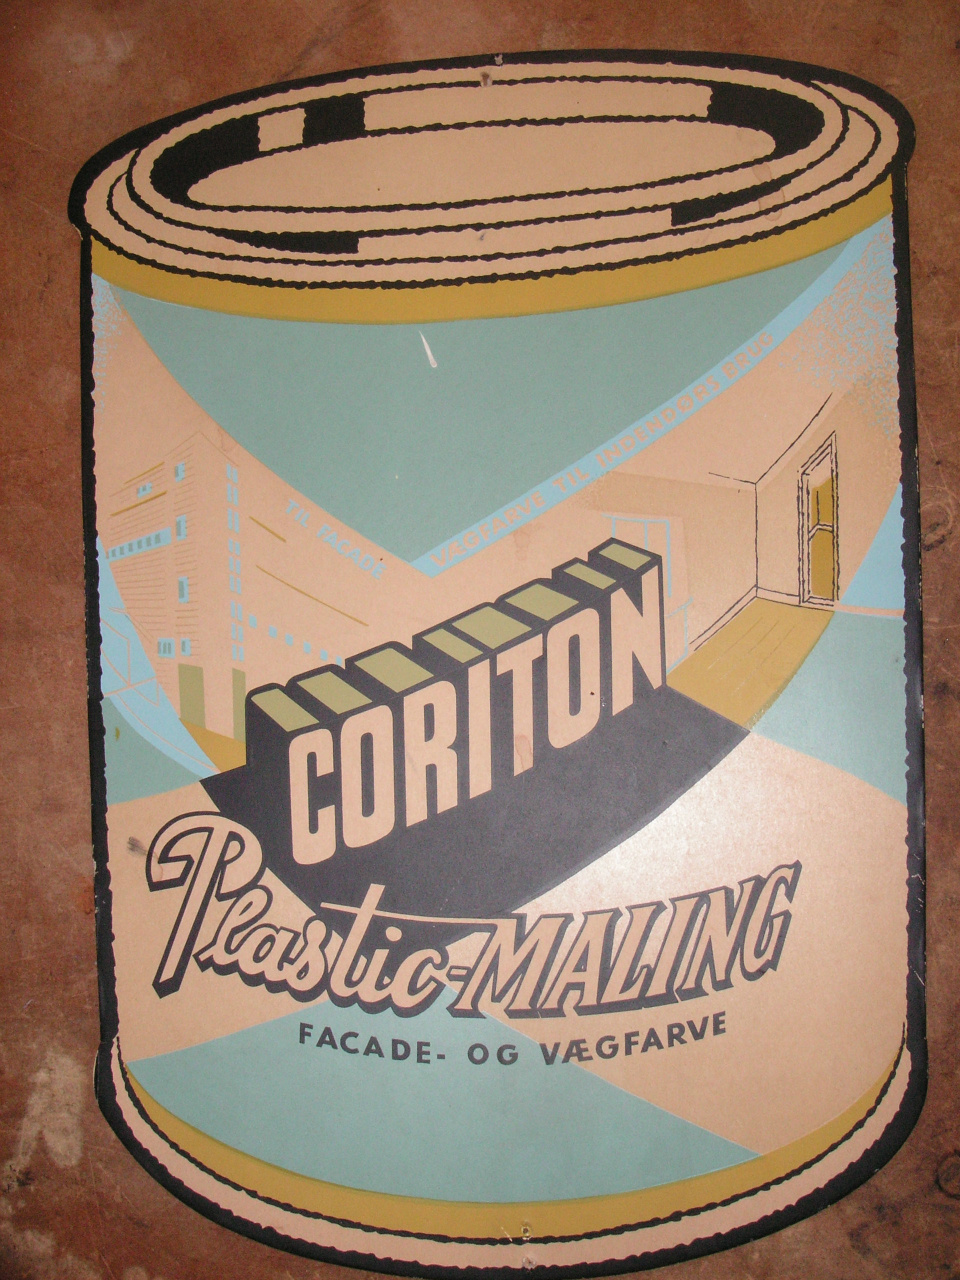 TIL FACADE
VÆGFARVE TIL INDENDØRS BRUG
CORITON
Plastic-MALING
FACADE- OG VÆGFARVE